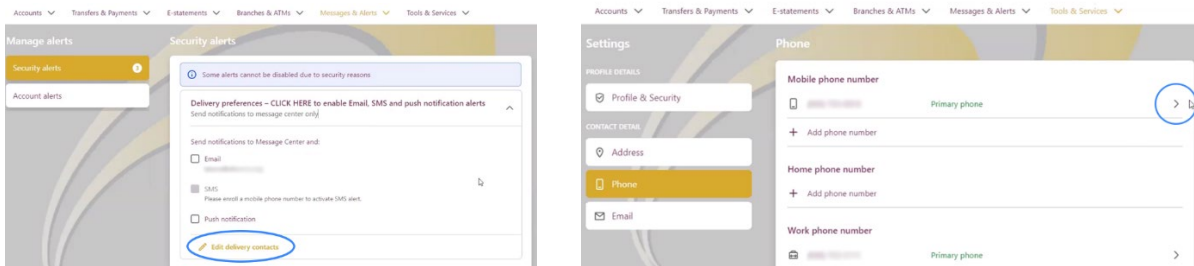 Accounts Transfers & Payments E-statements Branches & ATMs Messages & Alerts Tools & Services
Manage alerts
Security alerts
Account alerts
Security alerts
Some alerts cannot be disabled due to security reasons
Delivery preferences – CLICK HERE to enable Email, SMS and push notification alerts
Send notifications to message center only
Send notifications to Message Center and:
Email
SMS
Please enroll a mobile phone number to activate SMS alert.
Push notification
Edit delivery contacts
Accounts Transfers & Payments E-statements Branches & ATMs Messages & Alerts Tools & Services
Settings
PROFILE DETAILS
Profile & Security
CONTACT DETAIL
Address
Phone
Email
Phone
Mobile phone number
Primary phone
Add phone number
Home phone number
Add phone number
Work phone number
Primary phone